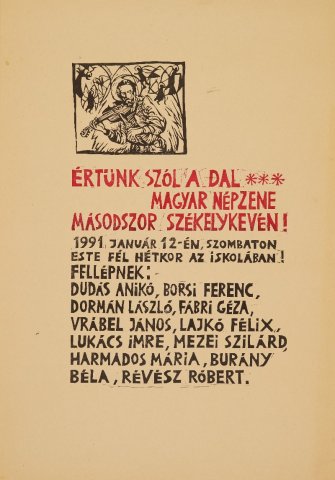 ÉRTÜNK SZÓL A DAL ***
MAGYAR NÉPZENE
MÁSODSZOR SZÉKELYKEVÉN!
1991 JANUÁR 12-ÉN, SZOMBATON
ESTE FÉL HÉTKOR AZ ISKOLÁBAN!
FELLÉPNEK:
DUDÁS ANIKÓ, BORSI FERENC,
DORMÁN LÁSZLÓ, FÁBRI GÉZA,
VRÁBEL JÁNOS, LAJKÓ FÉLIX,
LUKÁCS IMRE, MEZEI SZILÁRD,
HARMADOS MÁRIA, BURÁNY
BÉLA, RÉVÉSZ RÓBERT.